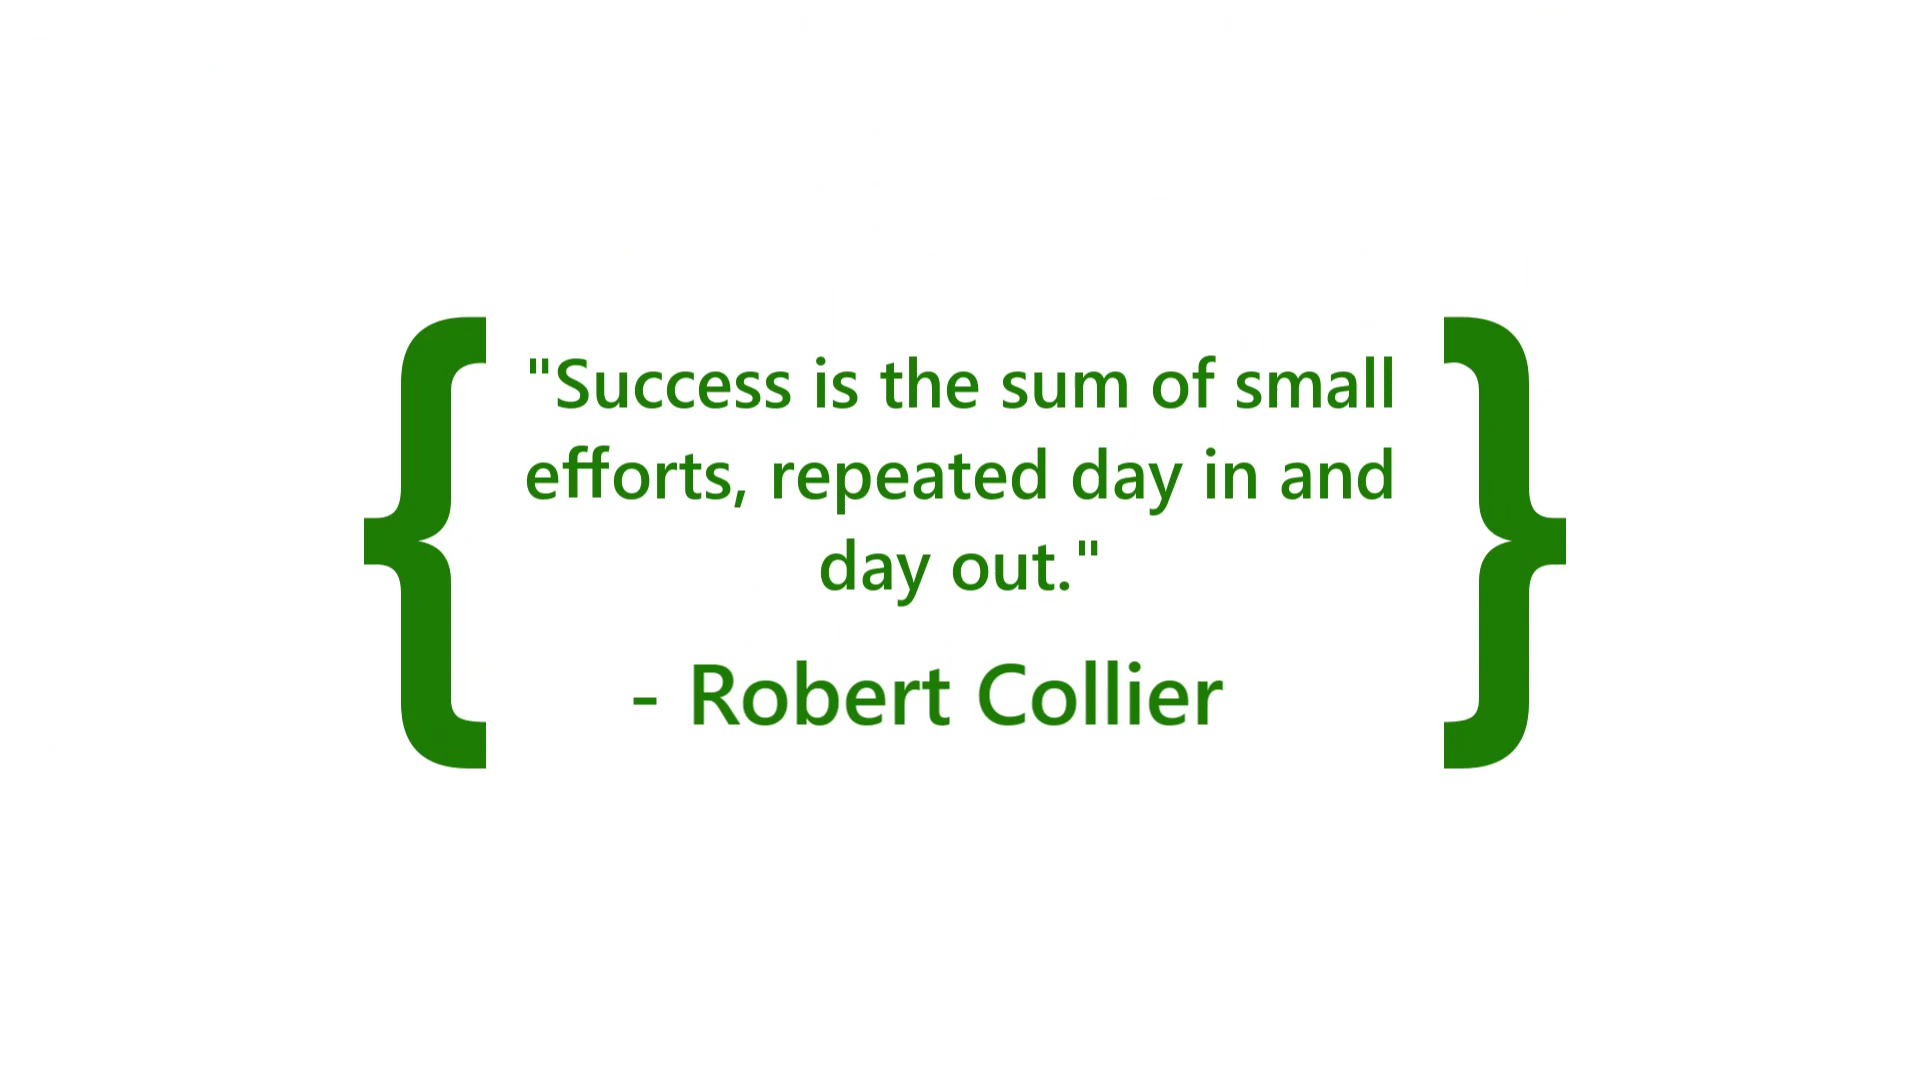 "Success is the sum of small
efforts, repeated day in and
day out."
- Robert Collier